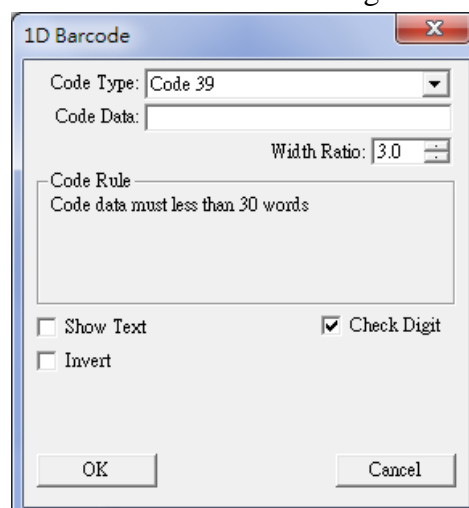 1D Barcode
Code Type: Code 39
Code Data:
Width Ratio: 3.0
Code Rule
Code data must less than 30 words
Show Text
Check Digit
Invert
OK
Cancel